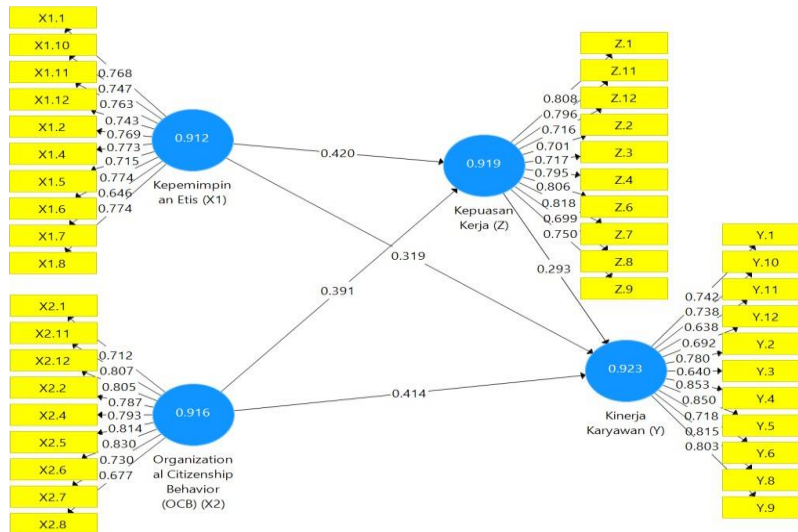 X1.1
X1.10
X1.11
X1.12
X1.2
X1.4
X1.5
X1.6
X1.7
X1.8
0.768
0.747
0.763
0.743
0.769
0.773
0.715
0.774
0.646
0.774
0.912
Kepemimpin
an Etis (X1)
0.420
0.319
0.391
0.414
0.293
X2.1
X2.11
X2.12
X2.2
X2.4
X2.5
X2.6
X2.7
X2.8
0.712
0.807
0.805
0.787
0.793
0.814
0.830
0.730
0.677
0.916
Organization
al Citizenship
Behavior
(OCB) (X2)
0.919
Kepuasan
Kerja (Z)
0.808
0.796
0.716
0.701
0.717
0.795
0.806
0.818
0.699
0.750
Z.1
Z.11
Z.12
Z.2
Z.3
Z.4
Z.6
Z.7
Z.8
Z.9
0.923
Kinerja
Karyawan (Y)
0.742
0.738
0.638
0.692
0.780
0.640
0.853
0.850
0.718
0.815
0.803
Y.1
Y.10
Y.11
Y.12
Y.2
Y.3
Y.4
Y.5
Y.6
Y.8
Y.9